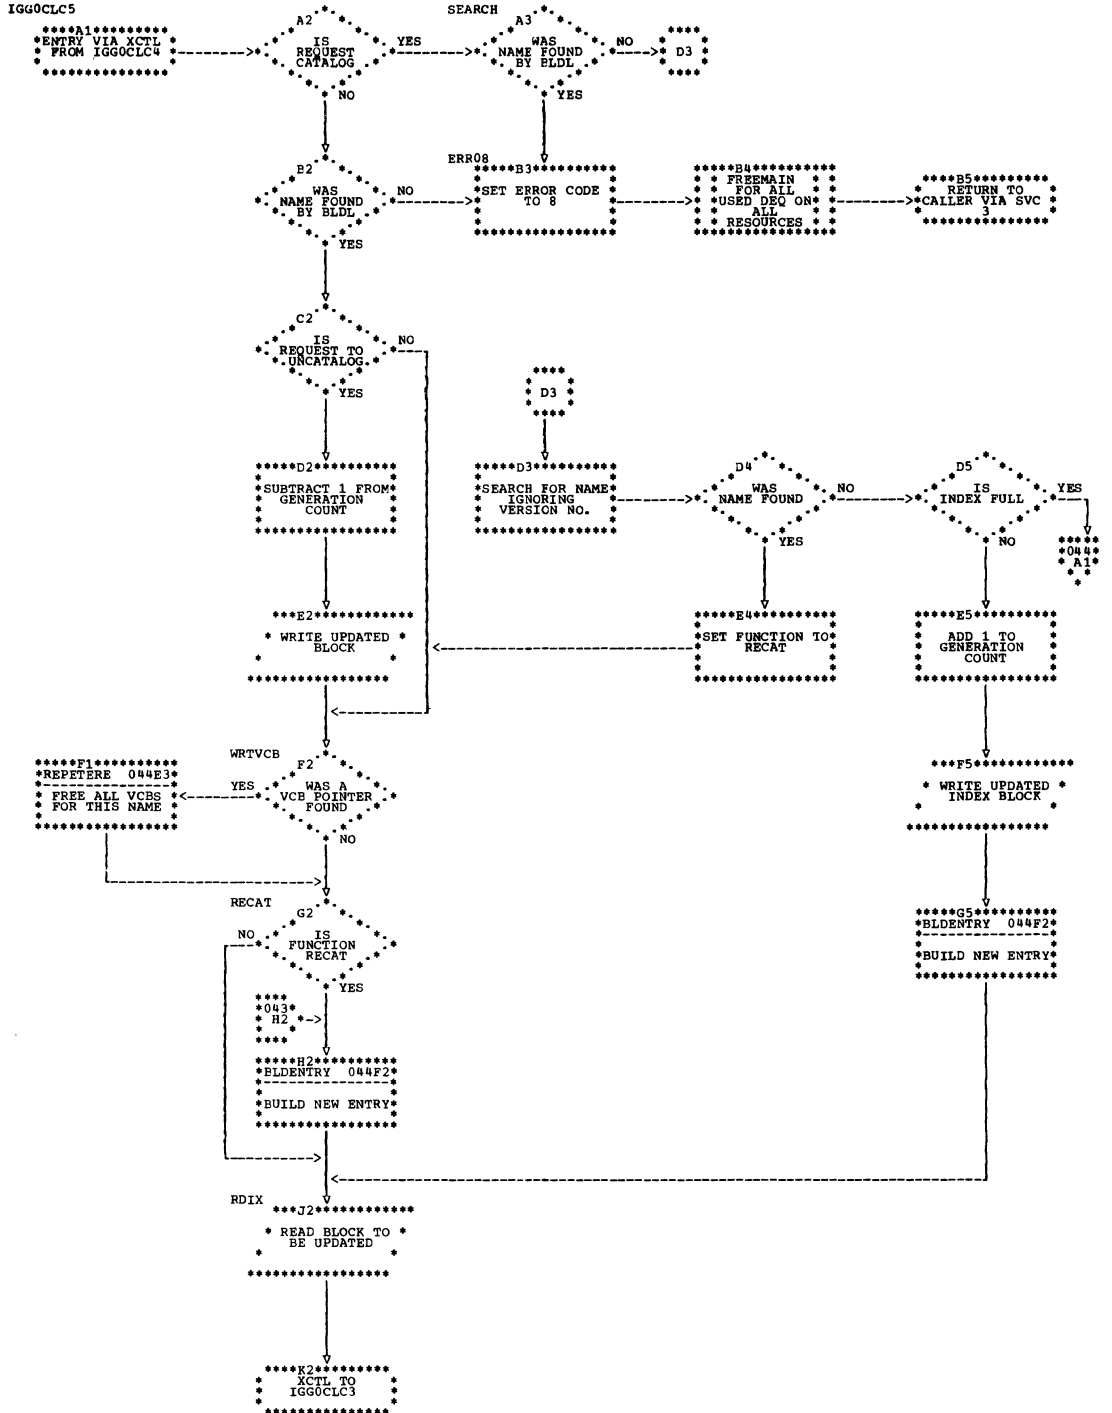 IGG0CLC5
A1
ENTRY VIA XCTL
FROM IGG0CLC4
A2
IS
REQUEST
CATALOG
YES
NO
SEARCH
A3
WAS
NAME FOUND
BY BLDL
NO
YES
D3
B2
WAS
NAME FOUND
BY BLDL
NO
YES
ERR08
B3
SET ERROR CODE
TO 8
B4
FREEMAIN
FOR ALL
USED DEQ ON
ALL
RESOURCES
B5
RETURN TO
CALLER VIA SVC
3
C2
IS
REQUEST TO
UNCATALOG
NO
YES
D3
D2
SUBTRACT 1 FROM
GENERATION
COUNT
D3
SEARCH FOR NAME
IGNORING
VERSION NO.
D4
WAS
NAME FOUND
NO
YES
D5
IS
INDEX FULL
YES
NO
044
A1
E2
WRITE UPDATED
BLOCK
E4
SET FUNCTION TO
RECAT
E5
ADD 1 TO
GENERATION
COUNT
F1
REPETERE 044E3
FREE ALL VCBS
FOR THIS NAME
WRTVCB
F2
WAS A
VCB POINTER
FOUND
YES
NO
F5
WRITE UPDATED
INDEX BLOCK
RECAT
G2
IS
FUNCTION
RECAT
NO
YES
G5
BLDENTRY 044F2
BUILD NEW ENTRY
043
H2
H2
BLDENTRY 044F2
BUILD NEW ENTRY
RDIX
J2
READ BLOCK TO
BE UPDATED
K2
XCTL TO
IGG0CLC3